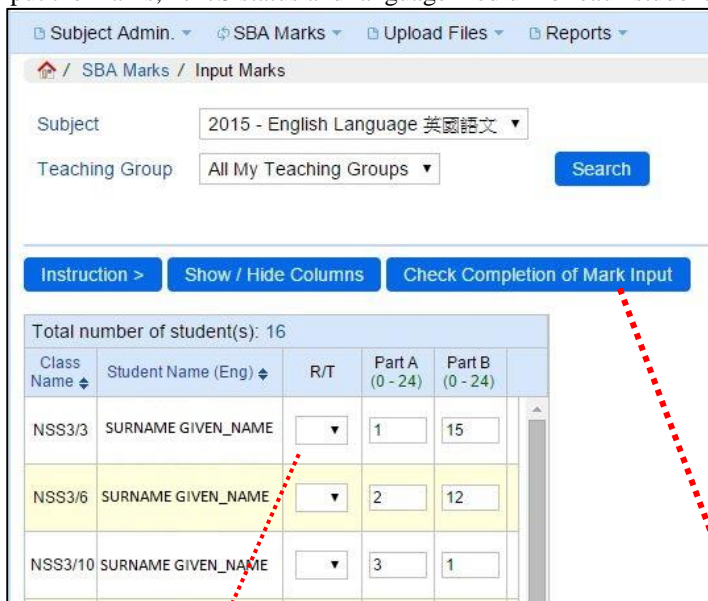 Subject Admin. SBA Marks Upload Files Reports
/ SBA Marks / Input Marks
Subject 2015 - English Language 英國語文
Teaching Group All My Teaching Groups Search
Instruction > Show / Hide Columns Check Completion of Mark Input
Total number of student(s): 16
Class Name Student Name (Eng) R/T Part A (0 - 24) Part B (0 - 24)
NSS3/3 SURNAME GIVEN_NAME 1 15
NSS3/6 SURNAME GIVEN_NAME 2 12
NSS3/10 SURNAME GIVEN_NAME 3 1